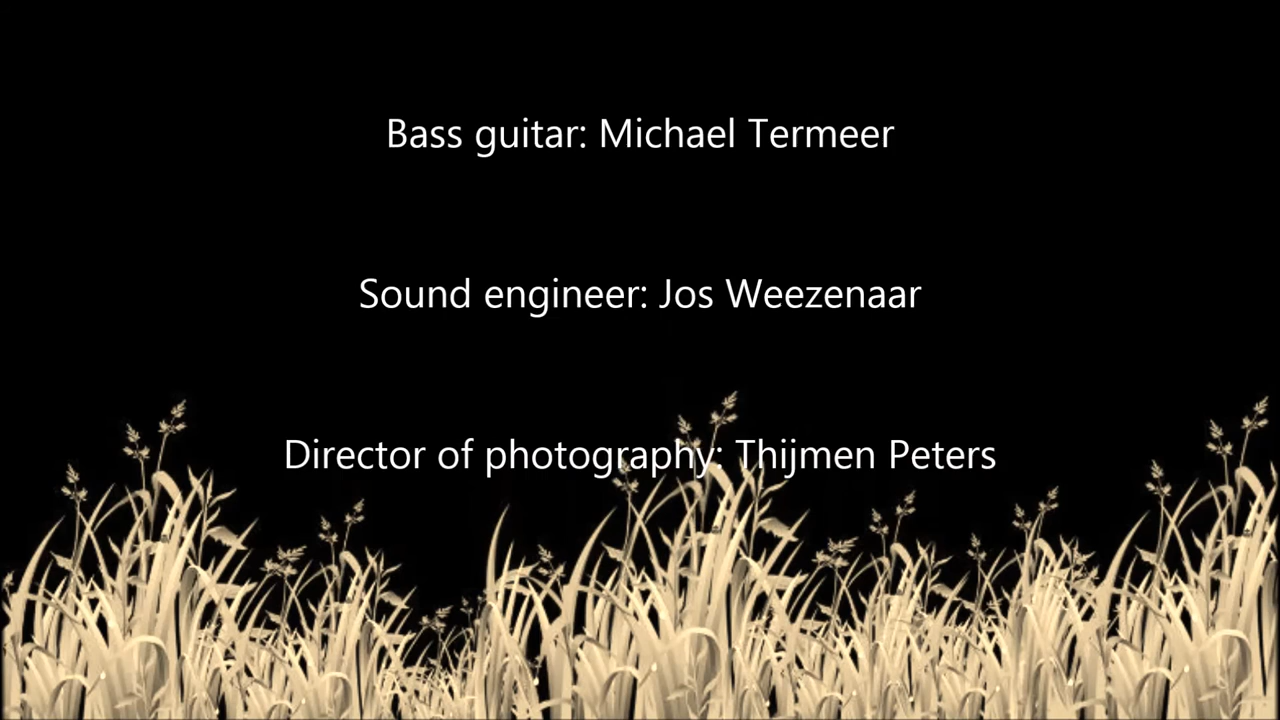 Bass guitar: Michael Termeer
Sound engineer: Jos Weezenaar
Director of photography: Thijmen Peters